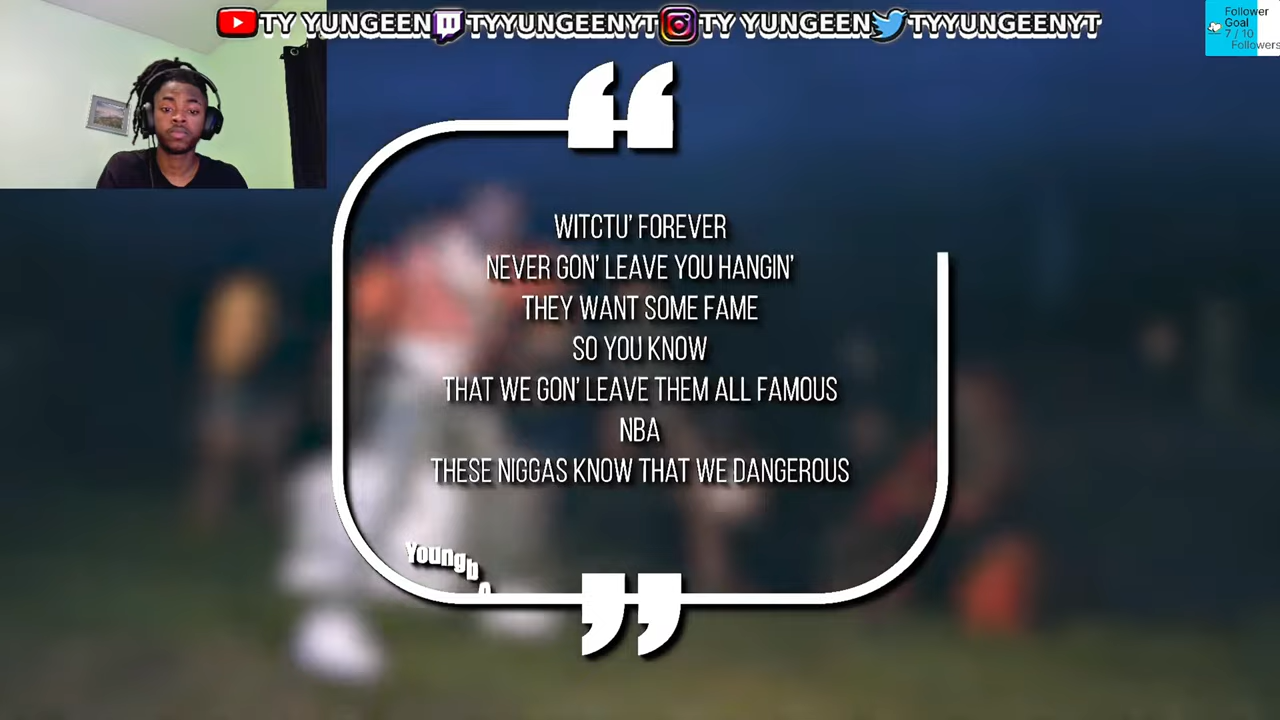 TY YUNGEEN TYYUNGEENYT TY YUNGEEN TYYUNGEENYT
Follower
Goal
7 / 10
Followers
WITCTU' FOREVER
NEVER GON' LEAVE YOU HANGIN'
THEY WANT SOME FAME
SO YOU KNOW
THAT WE GON' LEAVE THEM ALL FAMOUS
NBA
THESE NIGGAS KNOW THAT WE DANGEROUS
Youngb